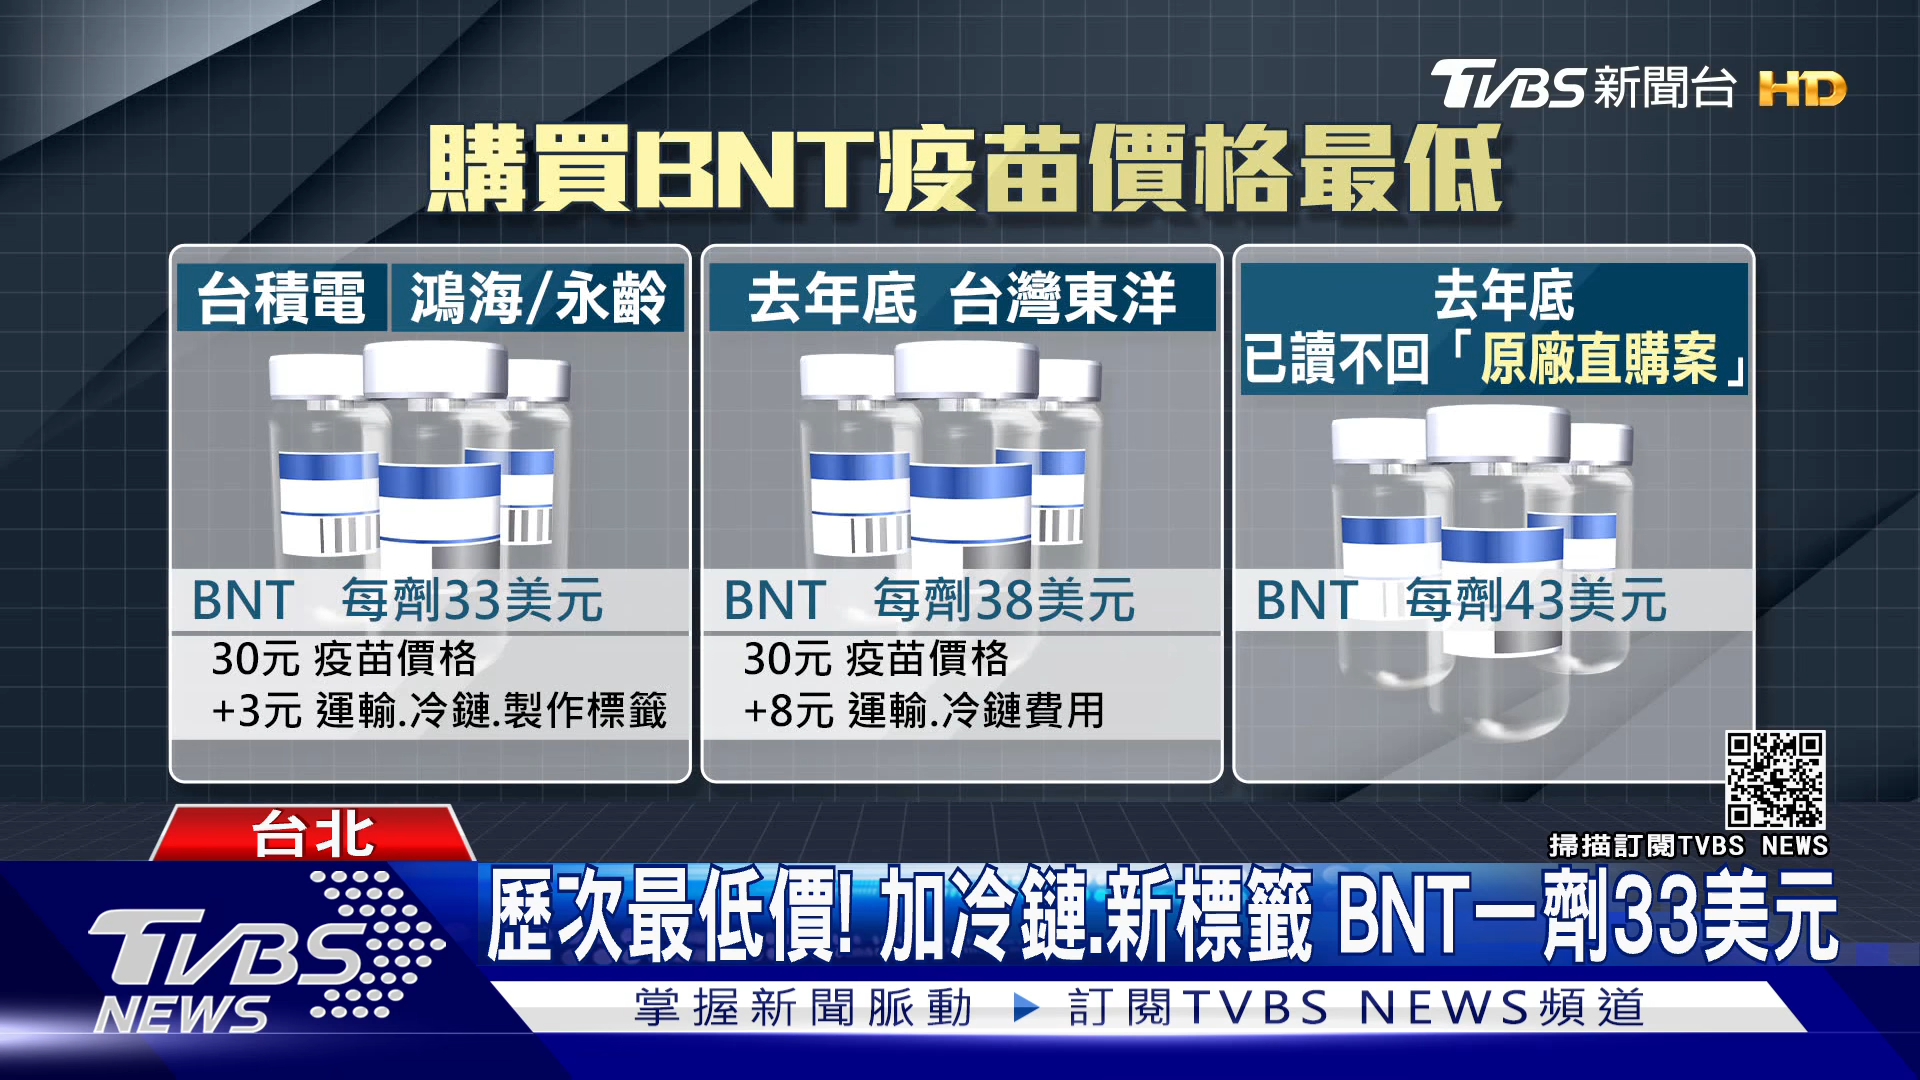 TVBS新聞台 HD
購買BNT疫苗價格最低
台積電 鴻海/永齡
BNT 每劑33美元
30元 疫苗價格
+3元 運輸.冷鏈.製作標籤
去年底 台灣東洋
BNT 每劑38美元
30元 疫苗價格
+8元 運輸.冷鏈費用
去年底
已讀不回「原廠直購案」
BNT 每劑43美元
掃描訂閱TVBS NEWS
台北
歷次最低價! 加冷鏈.新標籤 BNT一劑33美元
TVBS
NEWS
掌握新聞脈動 ▶ 訂閱TVBS NEWS頻道